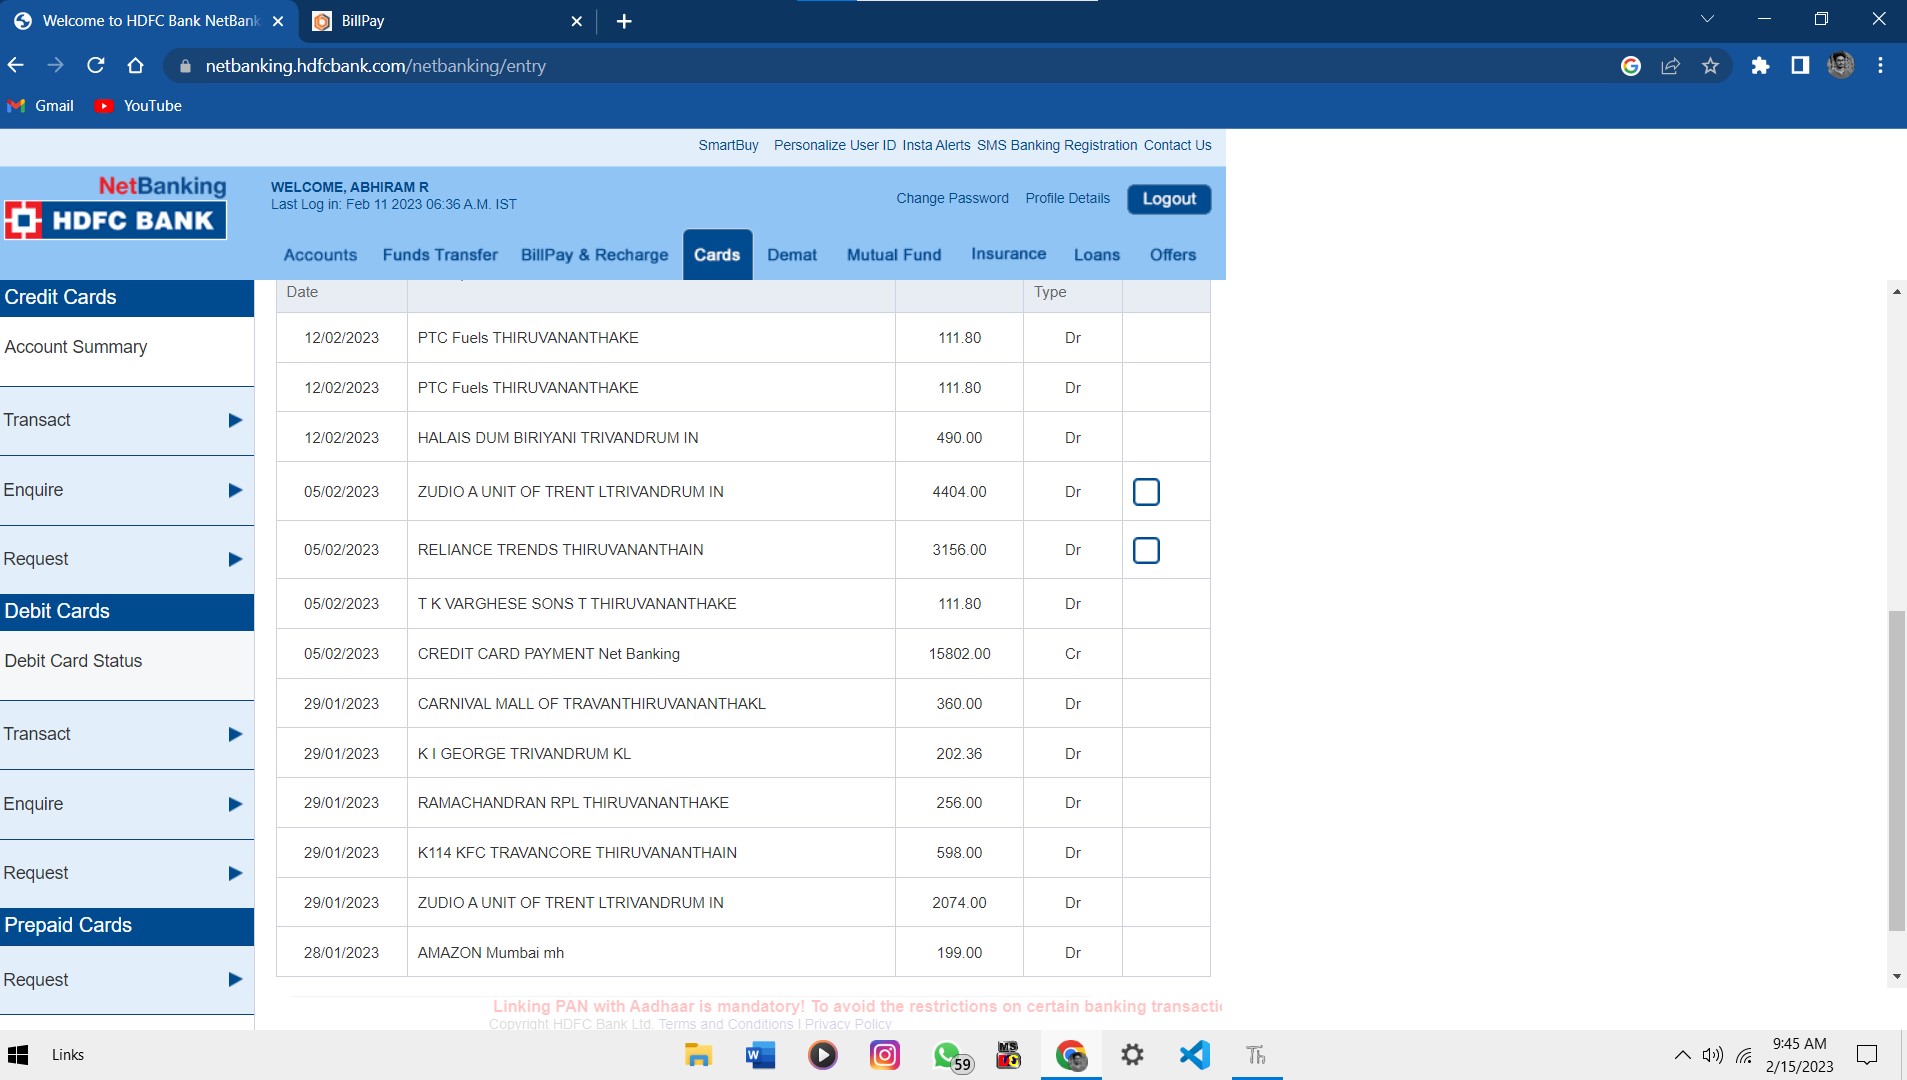 Welcome to HDFC Bank NetBank
BillPay
netbanking.hdfcbank.com/netbanking/entry
Gmail YouTube
SmartBuy Personalize User ID Insta Alerts SMS Banking Registration Contact Us
NetBanking
HDFC BANK
WELCOME, ABHIRAM R
Last Log in: Feb 11 2023 06:36 A.M. IST
Change Password Profile Details Logout
Accounts Funds Transfer BillPay & Recharge Cards Demat Mutual Fund Insurance Loans Offers
Credit Cards
Account Summary
Transact
Enquire
Request
Debit Cards
Debit Card Status
Transact
Enquire
Request
Prepaid Cards
Request
Date Type
12/02/2023 PTC Fuels THIRUVANANTHAKE 111.80 Dr
12/02/2023 PTC Fuels THIRUVANANTHAKE 111.80 Dr
12/02/2023 HALAIS DUM BIRIYANI TRIVANDRUM IN 490.00 Dr
05/02/2023 ZUDIO A UNIT OF TRENT LTRIVANDRUM IN 4404.00 Dr
05/02/2023 RELIANCE TRENDS THIRUVANANTHAIN 3156.00 Dr
05/02/2023 T K VARGHESE SONS T THIRUVANANTHAKE 111.80 Dr
05/02/2023 CREDIT CARD PAYMENT Net Banking 15802.00 Cr
29/01/2023 CARNIVAL MALL OF TRAVANTHIRUVANANTHAKL 360.00 Dr
29/01/2023 K I GEORGE TRIVANDRUM KL 202.36 Dr
29/01/2023 RAMACHANDRAN RPL THIRUVANANTHAKE 256.00 Dr
29/01/2023 K114 KFC TRAVANCORE THIRUVANANTHAIN 598.00 Dr
29/01/2023 ZUDIO A UNIT OF TRENT LTRIVANDRUM IN 2074.00 Dr
28/01/2023 AMAZON Mumbai mh 199.00 Dr
Linking PAN with Aadhaar is mandatory! To avoid the restrictions on certain banking transacti
Copyright HDFC Bank Ltd. Terms and Conditions | Privacy Policy
Links
W
59
MS
Th
9:45 AM
2/15/2023